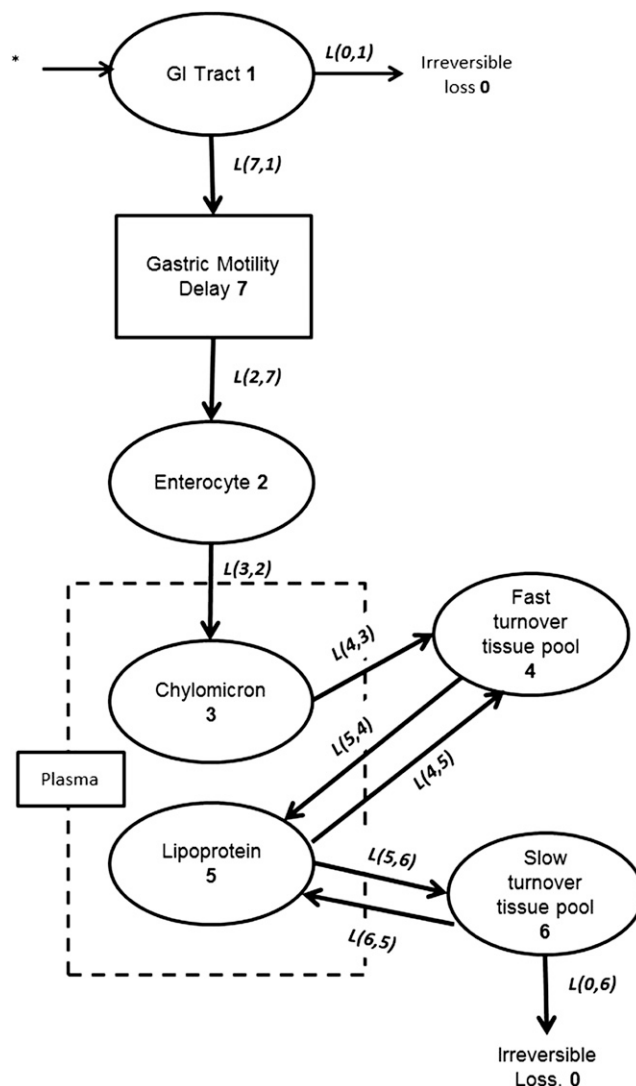 *
GI Tract 1
L(0,1)
Irreversible
loss 0
L(7,1)
Gastric Motility
Delay 7
L(2,7)
Enterocyte 2
L(3,2)
Fast
turnover
tissue pool
4
L(4,3)
Chylomicron
3
L(5,4)
L(4,5)
Plasma
Lipoprotein
5
L(5,6)
Slow
turnover
tissue pool
6
L(6,5)
L(0,6)
Irreversible
Loss, 0